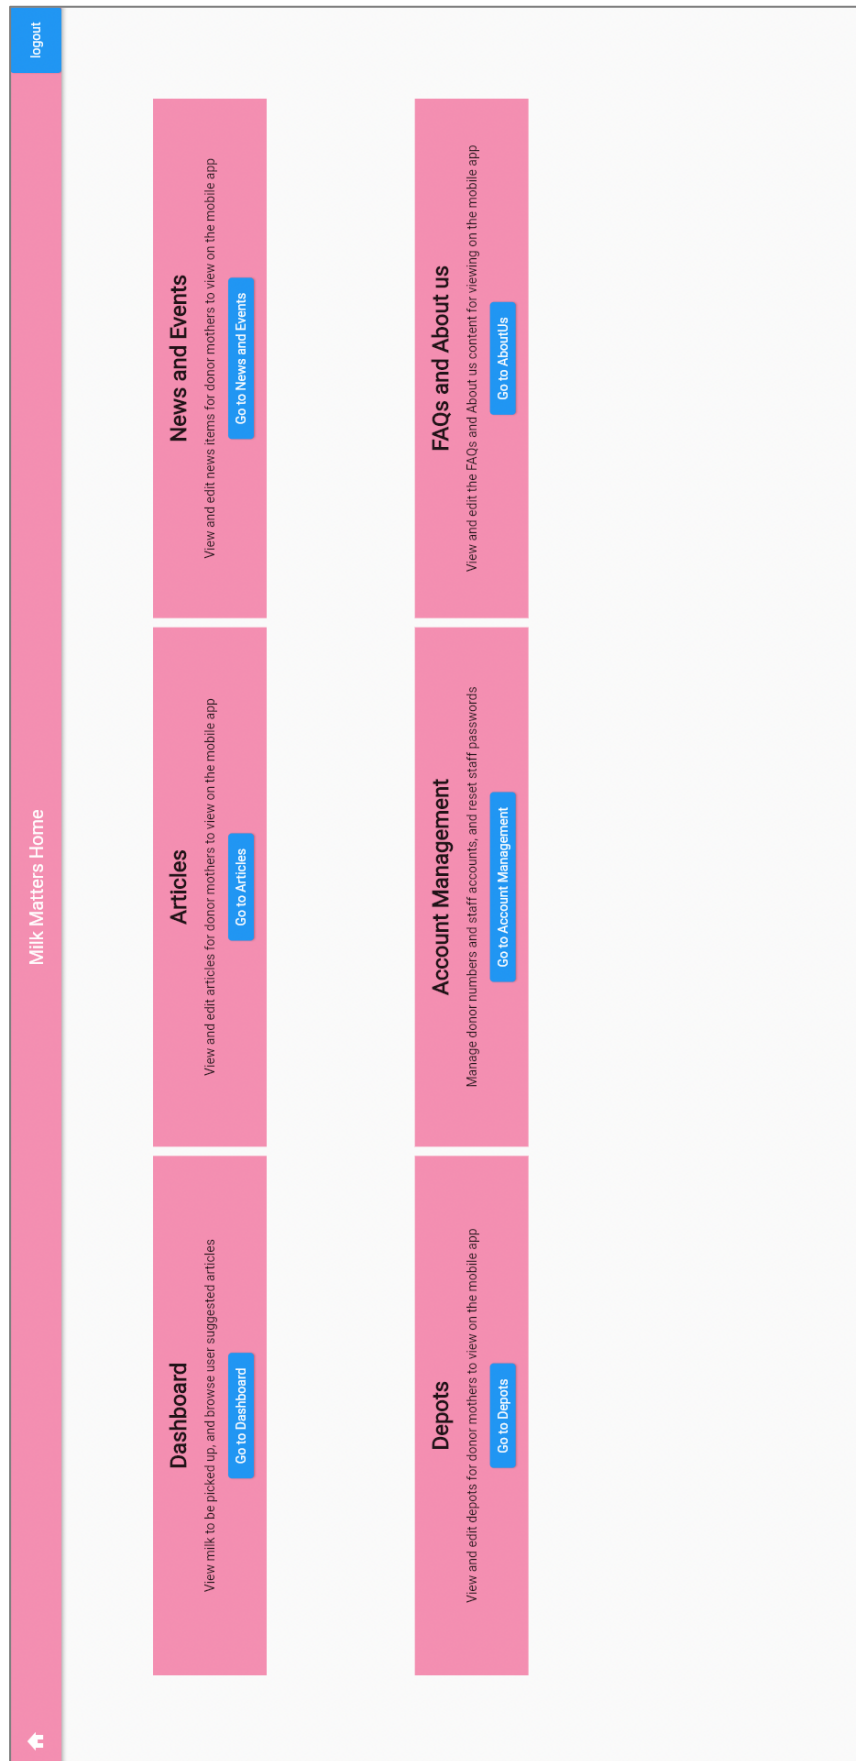 Milk Matters Home
logout
Dashboard
View milk to be picked up, and browse user suggested articles
Go to Dashboard
Articles
View and edit articles for donor mothers to view on the mobile app
Go to Articles
News and Events
View and edit news items for donor mothers to view on the mobile app
Go to News and Events
Depots
View and edit depots for donor mothers to view on the mobile app
Go to Depots
Account Management
Manage donor numbers and staff accounts, and reset staff passwords
Go to Account Management
FAQs and About us
View and edit the FAQs and About us content for viewing on the mobile app
Go to AboutUs